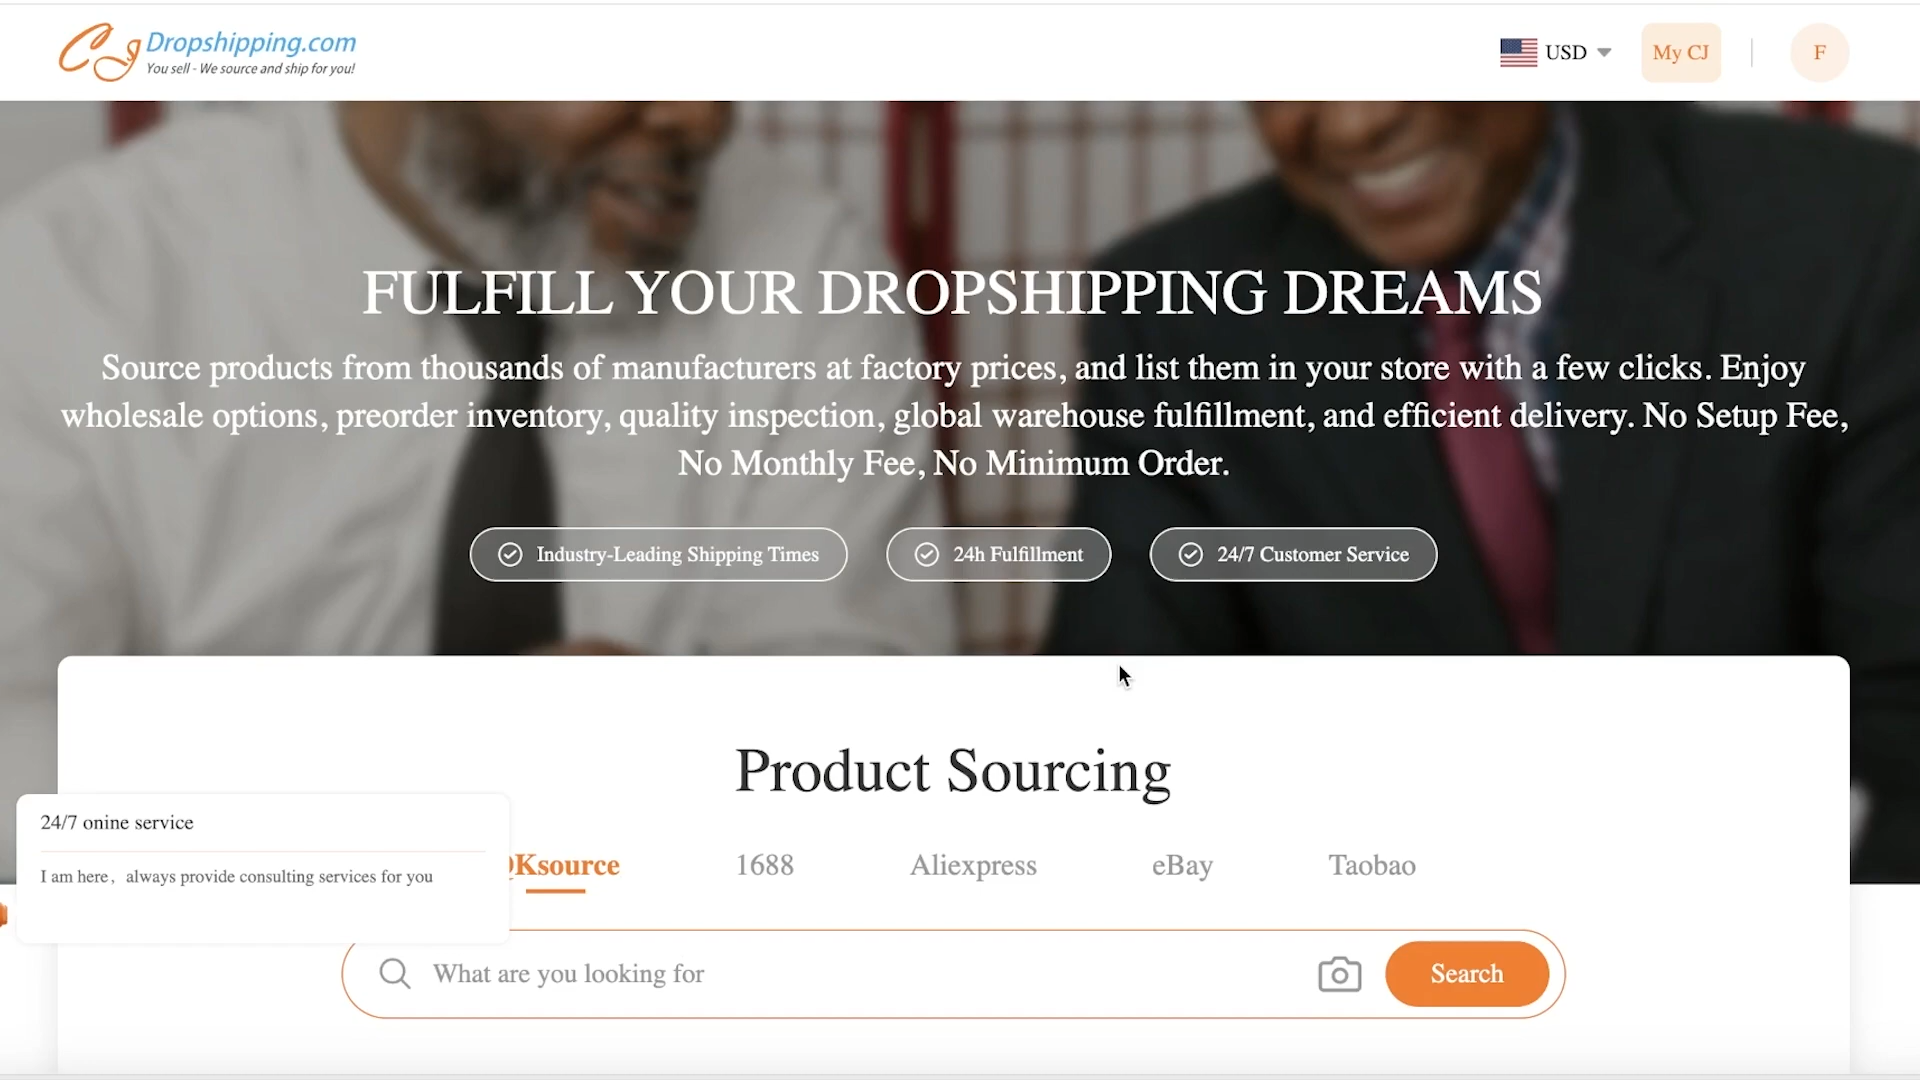 CJ Dropshipping.com
You sell - We source and ship for you!
USD
My CJ
F
FULFILL YOUR DROPSHIPPING DREAMS
Source products from thousands of manufacturers at factory prices, and list them in your store with a few clicks. Enjoy
wholesale options, preorder inventory, quality inspection, global warehouse fulfillment, and efficient delivery. No Setup Fee,
No Monthly Fee, No Minimum Order.
Industry-Leading Shipping Times
24h Fulfillment
24/7 Customer Service
Product Sourcing
24/7 onine service
I am here, always provide consulting services for you
Ksource
1688
Aliexpress
eBay
Taobao
What are you looking for
Search